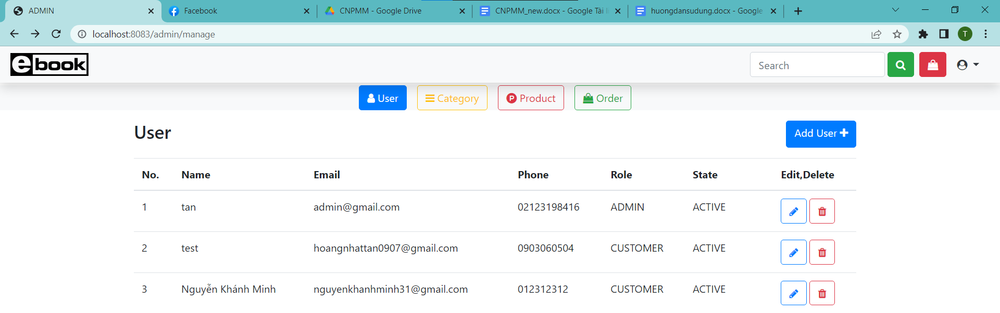 ADMIN Facebook CNPMM - Google Drive CNPMM_new.docx - Google Tài li huongdansudung.docx - Google
localhost:8083/admin/manage T
ebook Search
User Category P Product Order
User Add User
No. Name Email Phone Role State Edit,Delete
1 tan admin@gmail.com 02123198416 ADMIN ACTIVE
2 test hoangnhattan0907@gmail.com 0903060504 CUSTOMER ACTIVE
3 Nguyễn Khánh Minh nguyenkhanhminh31@gmail.com 012312312 CUSTOMER ACTIVE